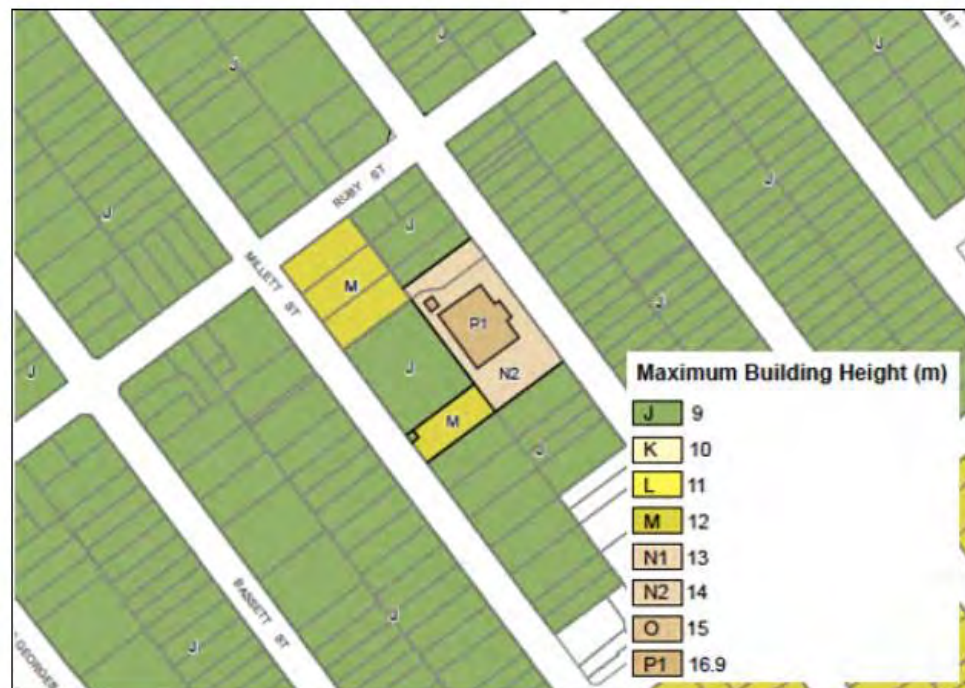 J
J
J
J
RUBY ST
J
J
J
MILLETT ST
M
P1
J
J
J
N2
M
J
Maximum Building Height (m)
J 9
K 10
L 11
M 12
N1 13
N2 14
O 15
P1 16.9
BASSETT ST
J
J